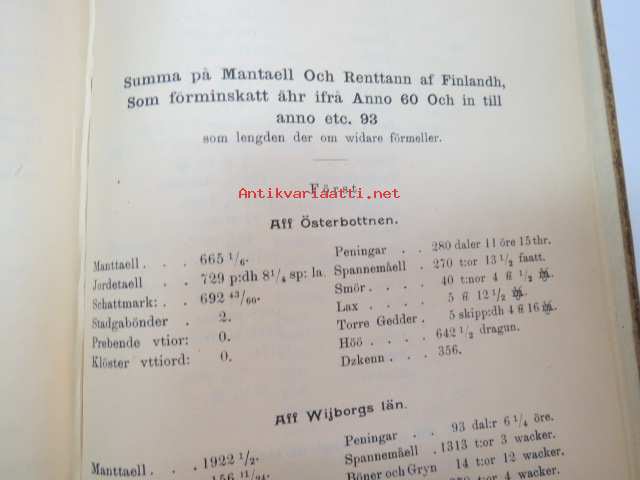 Summa på Mantaell Och Renttann af Finlandh,
Som förminskatt ähr ifrå Anno 60 Och in till
anno etc. 93
som lengden der om widare förmeller.
Först
Antikvariaatti.net
Aff Österbottnen.
Manttaell . . . 665 1/6.
Jordetaell . . 729 p:dh 8 1/4 sp: la.
Schattmark: . . 692 43/60.
Stadgabönder . 2.
Prebende vtior: 0.
Klöster vttiord: 0.
Peningar . . 280 daler 11 öre 15 thr.
Spannemåell . 270 t:or 13 1/2 faatt.
Smör . . . . 40 t:nor 4 ℔ 1/2
Lax . . . . . 5 ℔ 12 1/2
Torre Gedder . 5 skipp:dh 4 ℔ 16
Höö . . . . 642 1/2 dragun.
Dzkenn . . . 356.
Aff Wijborgs län.
Manttaell . . . 1922 1/2.
156 11/24
Peningar . . . 93 dal:r 6 1/4 öre.
Spannemåell . 1313 t:or 3 wacker.
Böner och Gryn 14 t:or 12 wacker.